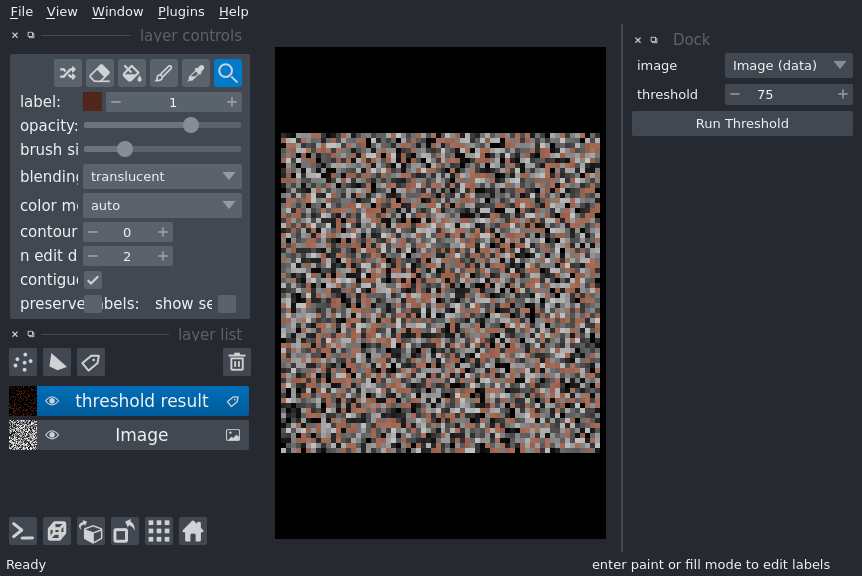 File View Window Plugins Help
layer controls
label: 1
opacity:
brush si
blending translucent
color m auto
contour 0
n edit d 2
contigu
preserve abels: show se
layer list
threshold result
Image
Dock
image Image (data)
threshold 75
Run Threshold
Ready
enter paint or fill mode to edit labels